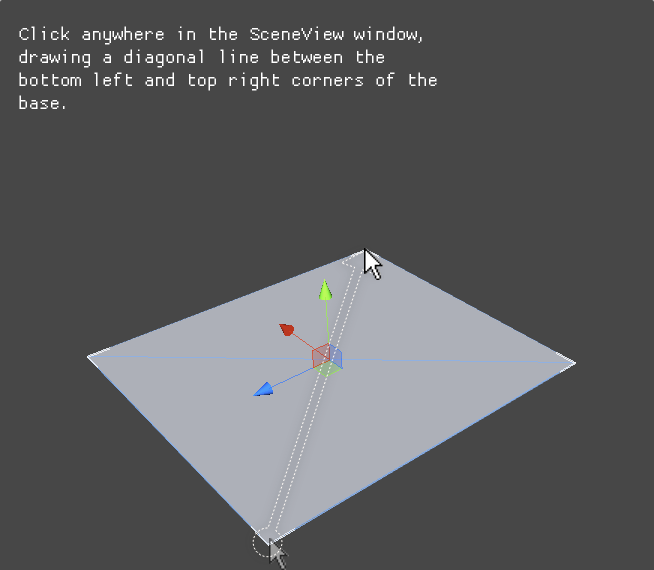 Click anywhere in the SceneView window,
drawing a diagonal line between the
bottom left and top right corners of the
base.